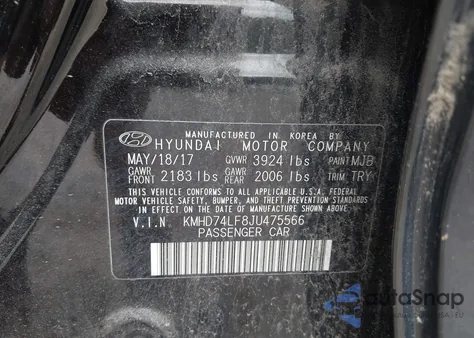 MANUFACTURED IN KOREA BY
HYUNDAI MOTOR COMPANY
MAY/18/17 GVWR 3924 lbs PAINT MJB
GAWR FRONT 2183 lbs GAWR REAR 2006 lbs TRIM TRY
THIS VEHICLE CONFORMS TO ALL APPLICABLE U.S.A. FEDERAL
MOTOR VEHICLE SAFETY, BUMPER, AND THEFT PREVENTION STANDARDS
IN EFFECT ON THE DATE OF MANUFACTURE SHOWN ABOVE.
V.I.N. KMHD74LF8JU475566
PASSENGER CAR
autoSnap